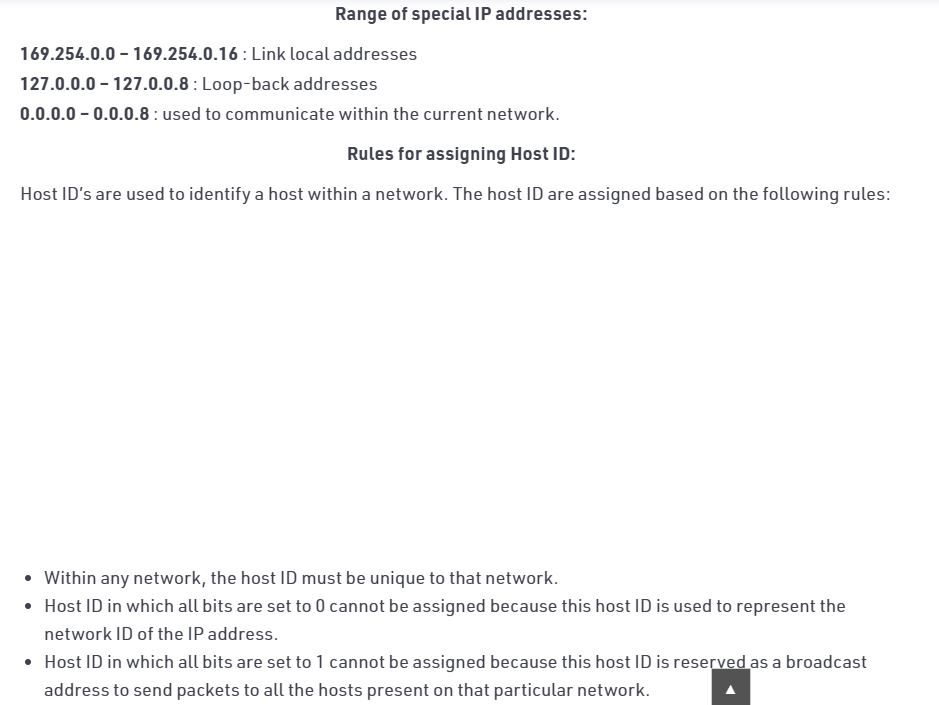 Range of special IP addresses:
169.254.0.0 – 169.254.0.16 : Link local addresses
127.0.0.0 – 127.0.0.8 : Loop-back addresses
0.0.0.0 – 0.0.0.8 : used to communicate within the current network.
Rules for assigning Host ID:
Host ID’s are used to identify a host within a network. The host ID are assigned based on the following rules:
• Within any network, the host ID must be unique to that network.
• Host ID in which all bits are set to 0 cannot be assigned because this host ID is used to represent the
network ID of the IP address.
• Host ID in which all bits are set to 1 cannot be assigned because this host ID is reserved as a broadcast
address to send packets to all the hosts present on that particular network.